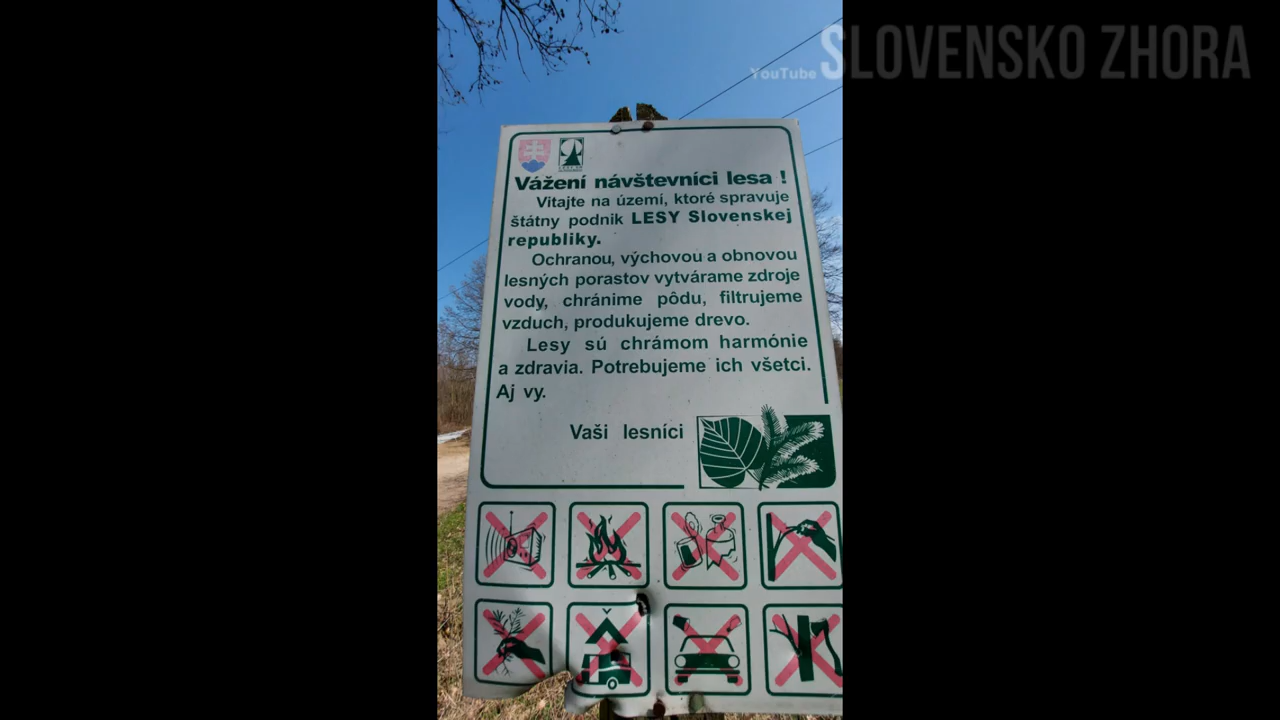 YouTube SLOVENSKO ZHORA
Vážení návštevníci lesa !
Vitajte na území, ktoré spravuje
štátny podnik LESY Slovenskej
republiky.
Ochranou, výchovou a obnovou
lesných porastov vytvárame zdroje
vody, chránime pôdu, filtrujeme
vzduch, produkujeme drevo.
Lesy sú chrámom harmónie
a zdravia. Potrebujeme ich všetci.
Aj vy.
Vaši lesníci